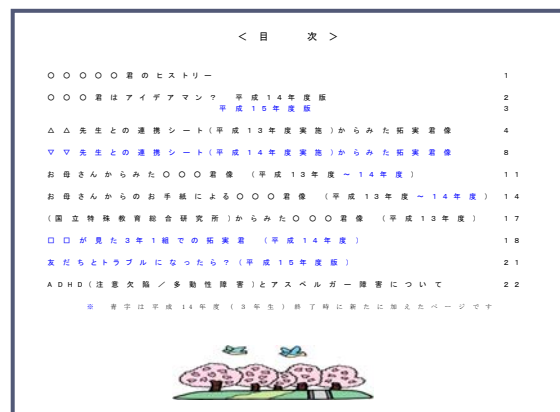 ＜ 目 次 ＞
○○○○○君のヒストリー 1
○○○君はアイデアマン？ 平成14年度版 2
平成15年度版 3
△△先生との連携シート(平成13年度実施)からみた拓実君像 4
▽▽先生との連携シート(平成14年度実施)からみた拓実君像 8
お母さんからみた○○○君像 （平成13年度～14年度） 11
お母さんからのお手紙による○○○君像 （平成13年度～14年度） 14
(国立特殊教育総合研究所)からみた○○○君像 （平成13年度） 17
□□が見た3年1組での拓実君 （平成14年度） 18
友だちとトラブルになったら？(平成15年度版) 21
ADHD(注意欠陥／多動性障害)とアスペルガー障害について 22
※ 青字は平成14年度（3年生）終了時に新たに加えたページです